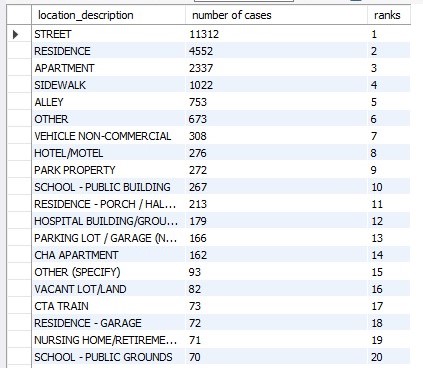 location_description number of cases ranks
STREET 11312 1
RESIDENCE 4552 2
APARTMENT 2337 3
SIDEWALK 1022 4
ALLEY 753 5
OTHER 673 6
VEHICLE NON-COMMERCIAL 308 7
HOTEL/MOTEL 276 8
PARK PROPERTY 272 9
SCHOOL - PUBLIC BUILDING 267 10
RESIDENCE - PORCH / HAL... 213 11
HOSPITAL BUILDING/GROU... 179 12
PARKING LOT / GARAGE (N... 166 13
CHA APARTMENT 162 14
OTHER (SPECIFY) 93 15
VACANT LOT/LAND 82 16
CTA TRAIN 73 17
RESIDENCE - GARAGE 72 18
NURSING HOME/RETIREME... 71 19
SCHOOL - PUBLIC GROUNDS 70 20